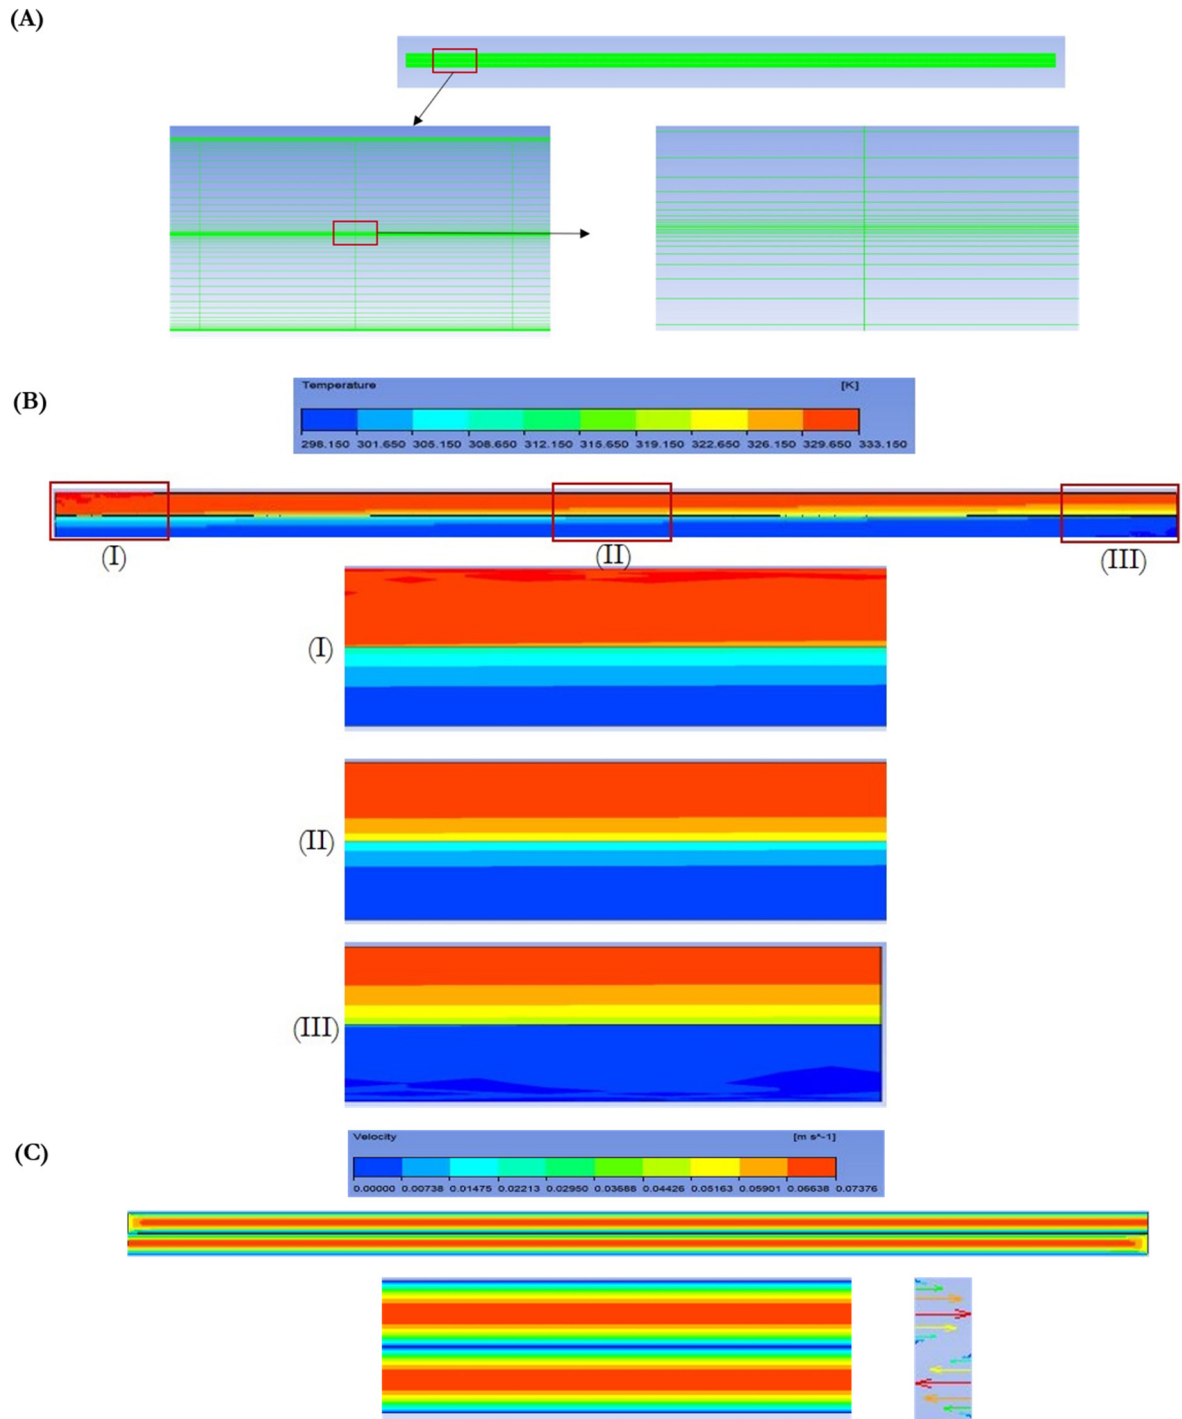 (A)
(B)
Temperature [K]
298.150 301.650 305.150 308.650 312.150 315.650 319.150 322.650 326.150 329.650 333.150
(I) (II) (III)
(I)
(II)
(III)
(C)
Velocity [m s^-1]
0.00000 0.00738 0.01475 0.02213 0.02950 0.03688 0.04426 0.05163 0.05901 0.06638 0.07376